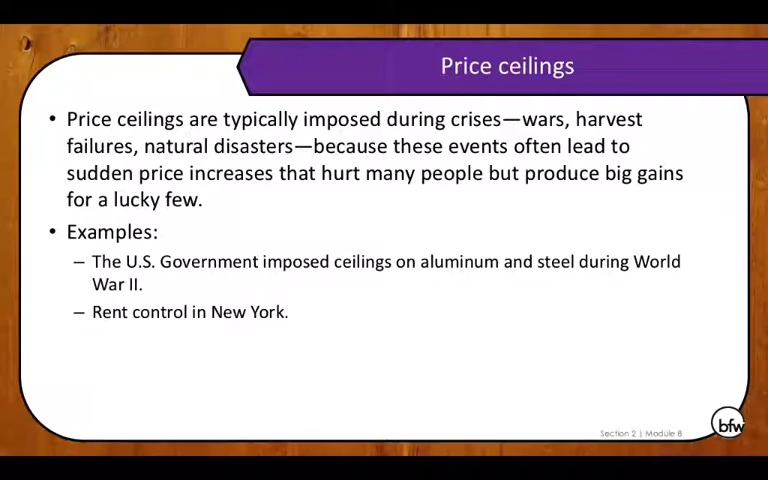 Price ceilings
• Price ceilings are typically imposed during crises—wars, harvest
failures, natural disasters—because these events often lead to
sudden price increases that hurt many people but produce big gains
for a lucky few.
• Examples:
– The U.S. Government imposed ceilings on aluminum and steel during World
War II.
– Rent control in New York.
Section 2 | Module 8
bfw